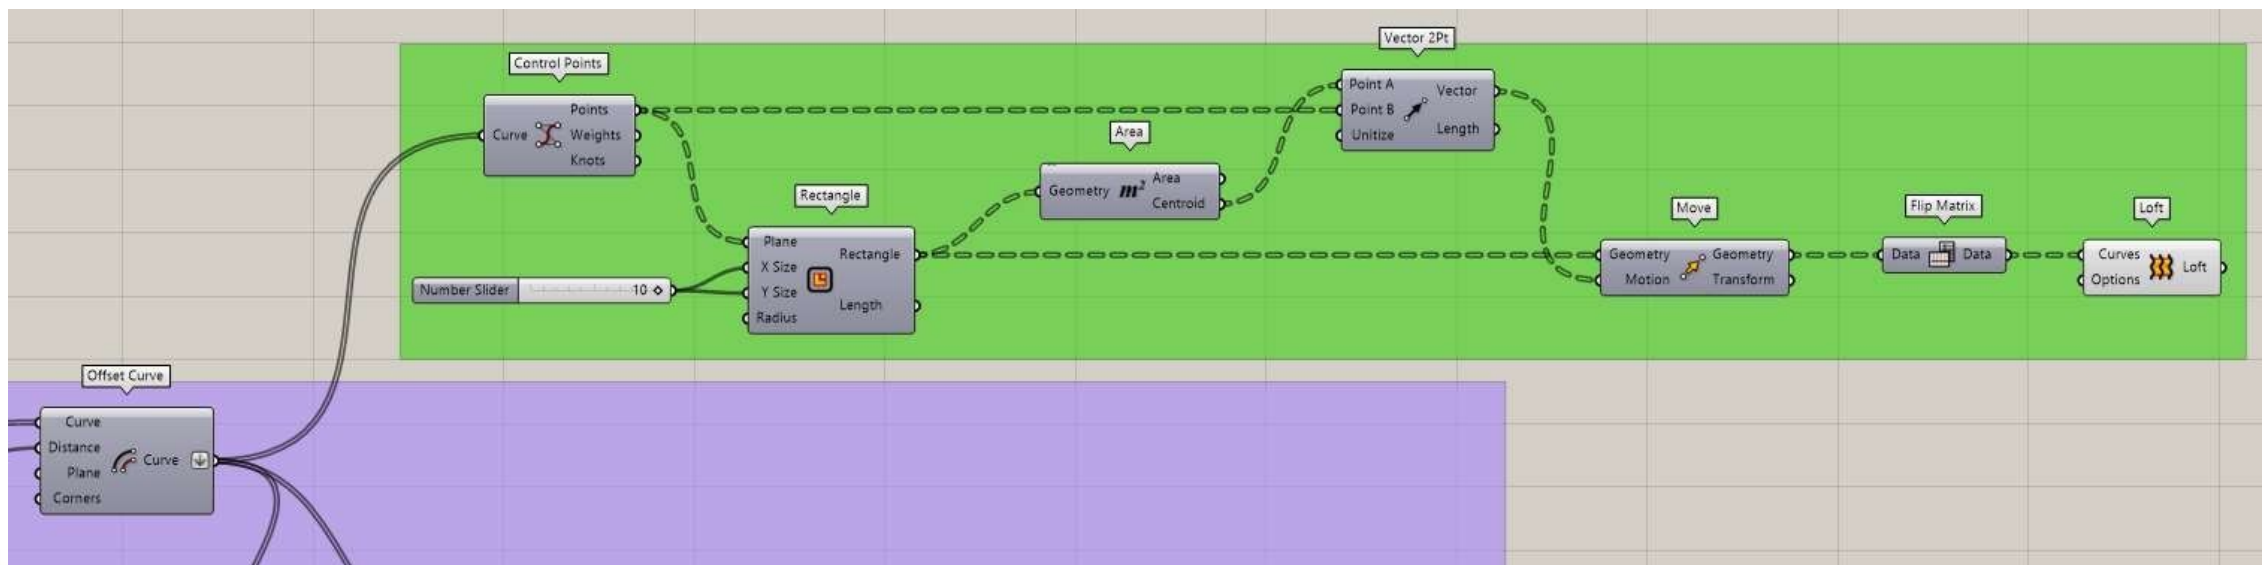 Vector 2Pt
Control Points
Point A
Vector
Point B
Unitize
Length
Points
Curve
Weights
Knots
Area
Geometry
m²
Area
Centroid
Rectangle
Plane
Rectangle
X Size
Y Size
Length
Radius
Number Slider
10
Move
Geometry
Geometry
Motion
Transform
Flip Matrix
Data
Data
Loft
Curves
Loft
Options
Offset Curve
Curve
Distance
Curve
Plane
Corners